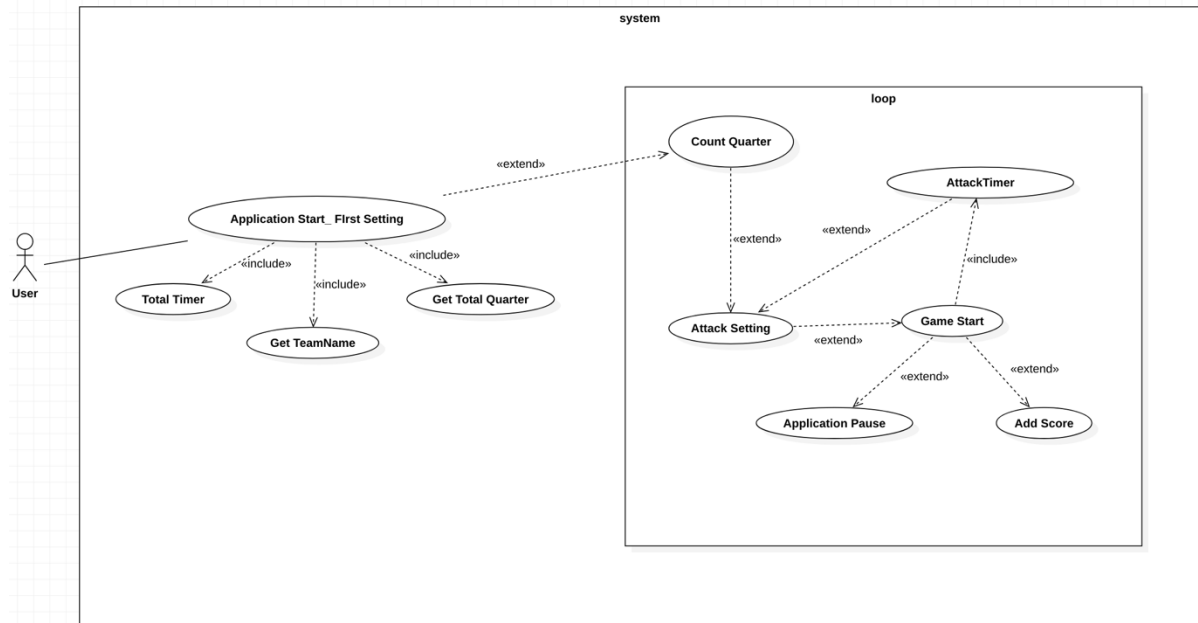 system
loop
Count Quarter
«extend»
AttackTimer
Application Start_ FIrst Setting
«extend»
«extend»
«include»
«include»
«include»
«include»
User
Total Timer
Get Total Quarter
Get TeamName
Attack Setting
Game Start
«extend»
«extend»
«extend»
Application Pause
Add Score